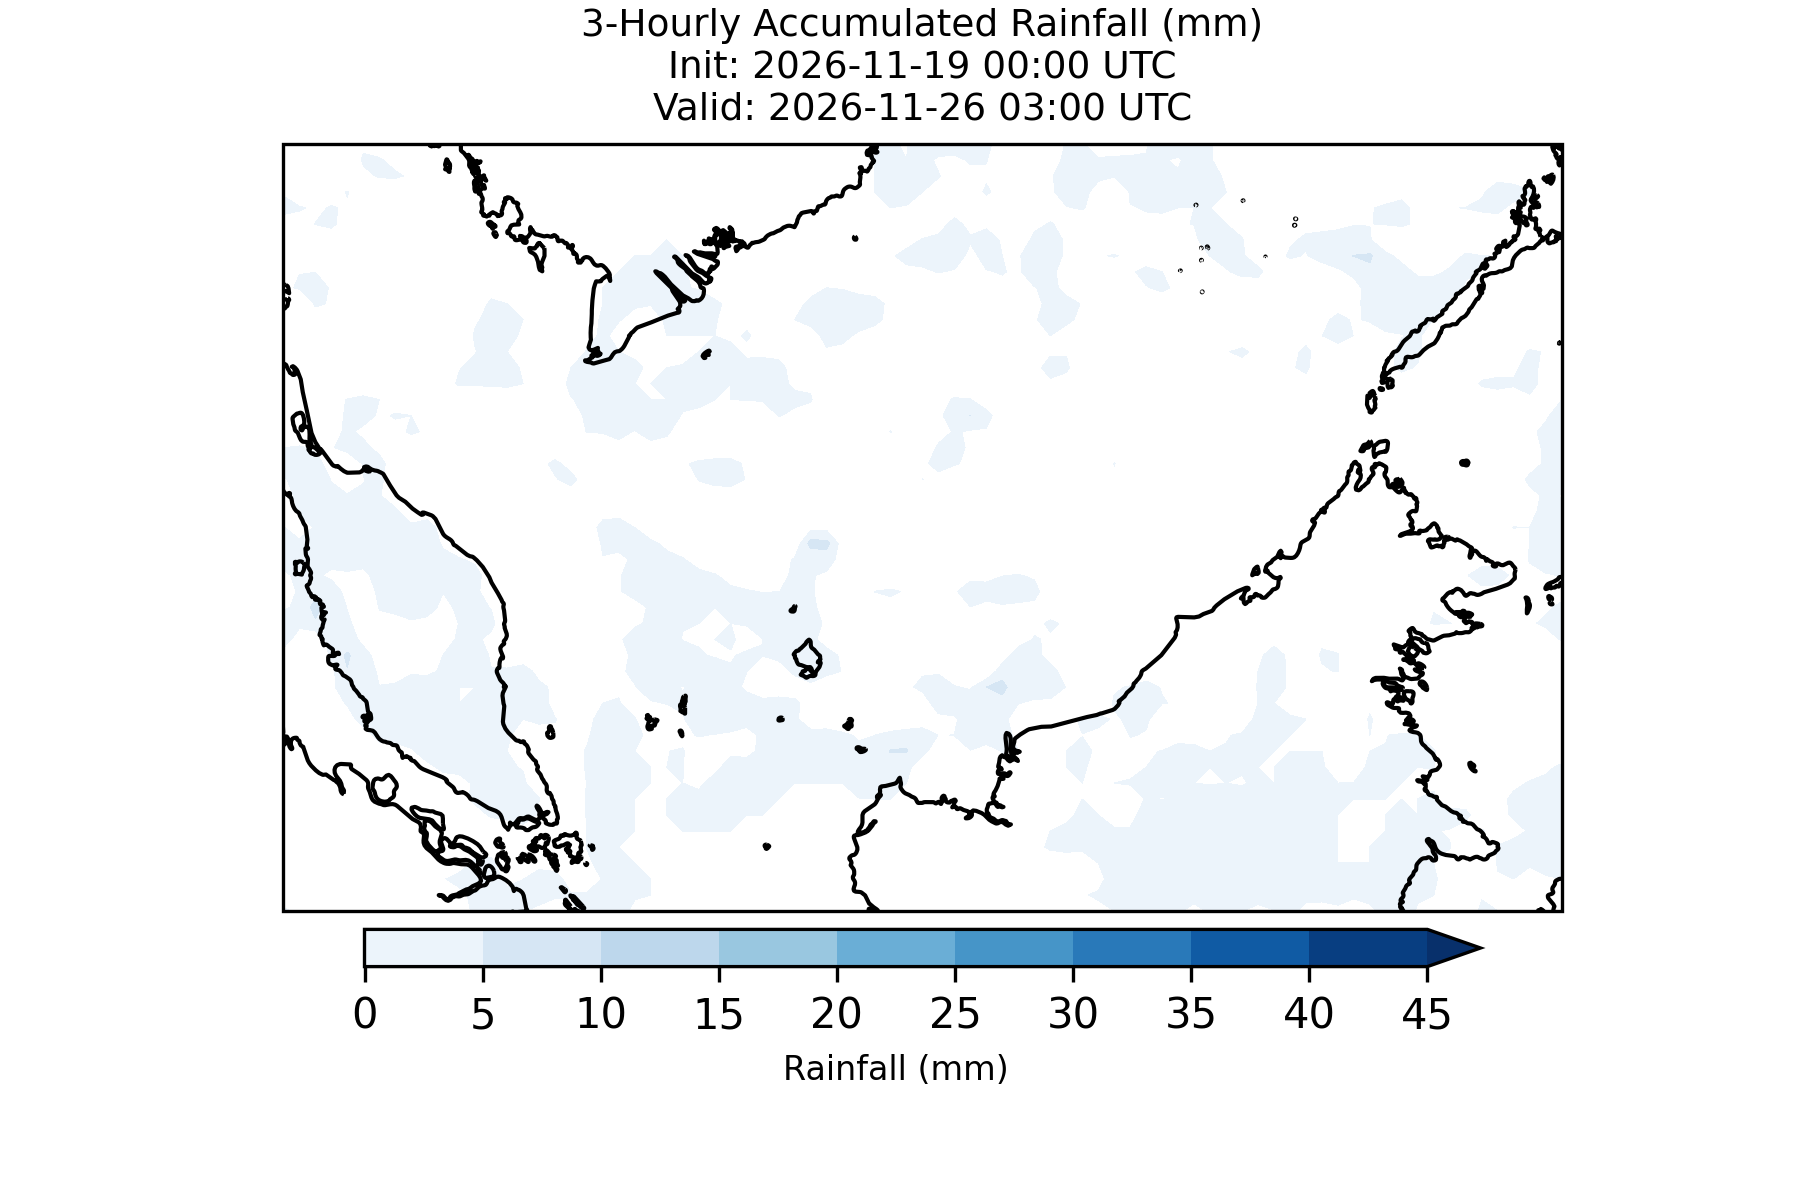 3-Hourly Accumulated Rainfall (mm)
Init: 2026-11-19 00:00 UTC
Valid: 2026-11-26 03:00 UTC
0 5 10 15 20 25 30 35 40 45
Rainfall (mm)